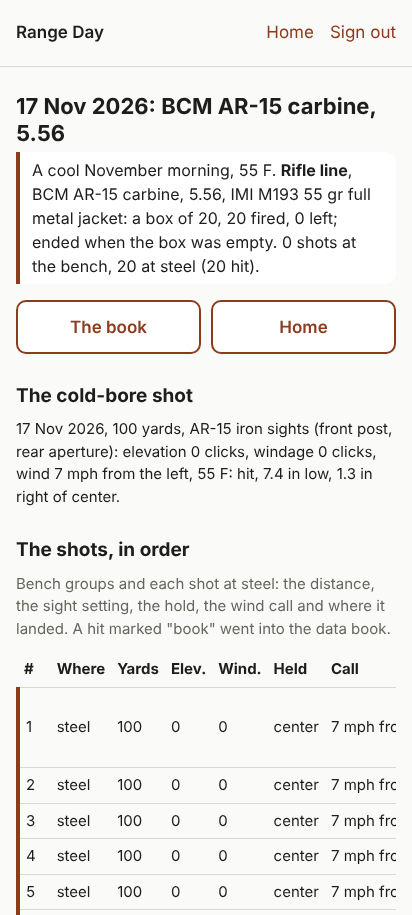 Range Day
Home Sign out
17 Nov 2026: BCM AR-15 carbine,
5.56
A cool November morning, 55 F. Rifle line,
BCM AR-15 carbine, 5.56, IMI M193 55 gr full
metal jacket: a box of 20, 20 fired, 0 left;
ended when the box was empty. 0 shots at
the bench, 20 at steel (20 hit).
The book
Home
The cold-bore shot
17 Nov 2026, 100 yards, AR-15 iron sights (front post,
rear aperture): elevation 0 clicks, windage 0 clicks,
wind 7 mph from the left, 55 F: hit, 7.4 in low, 1.3 in
right of center.
The shots, in order
Bench groups and each shot at steel: the distance,
the sight setting, the hold, the wind call and where it
landed. A hit marked "book" went into the data book.
# Where Yards Elev. Wind. Held Call
1 steel 100 0 0 center 7 mph
2 steel 100 0 0 center 7 mph
3 steel 100 0 0 center 7 mph
4 steel 100 0 0 center 7 mph
5 steel 100 0 0 center 7 mph